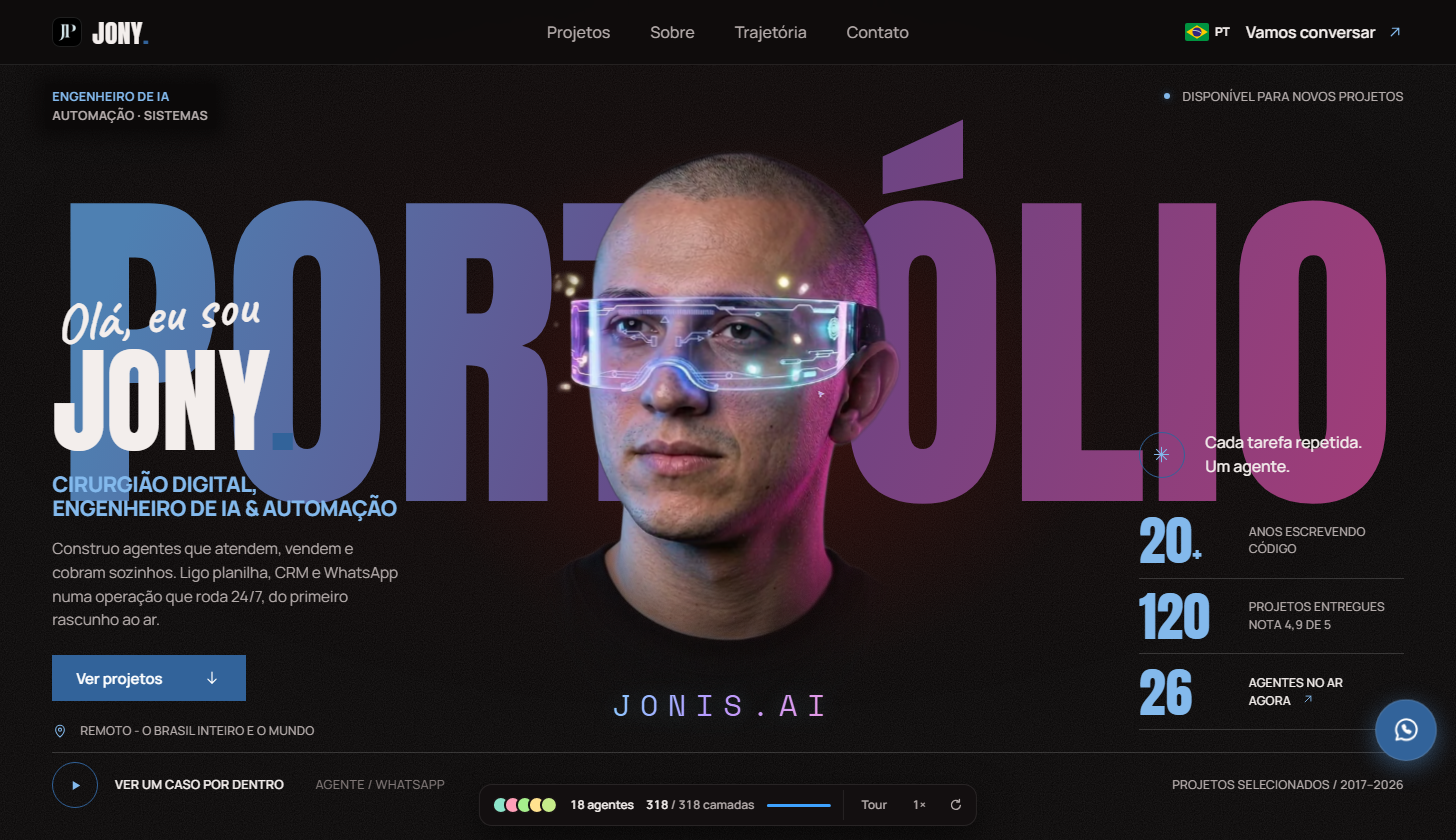 JP JONY.
Projetos
Sobre
Trajetória
Contato
PT
Vamos conversar
ENGENHEIRO DE IA
AUTOMAÇÃO · SISTEMAS
DISPONÍVEL PARA NOVOS PROJETOS
PORTÓLIO
Olá, eu sou
JONY.
CIRURGIÃO DIGITAL,
ENGENHEIRO DE IA & AUTOMAÇÃO
Construo agentes que atendem, vendem e
cobram sozinhos. Ligo planilha, CRM e WhatsApp
numa operação que roda 24/7, do primeiro
rascunho ao ar.
Ver projetos
REMOTO - O BRASIL INTEIRO E O MUNDO
JONIS.AI
Cada tarefa repetida.
Um agente.
20+
ANOS ESCREVENDO
CÓDIGO
120
PROJETOS ENTREGUES
NOTA 4,9 DE 5
26
AGENTES NO AR
AGORA
VER UM CASO POR DENTRO
AGENTE / WHATSAPP
18 agentes
318 / 318 camadas
Tour
1×
PROJETOS SELECIONADOS / 2017–2026